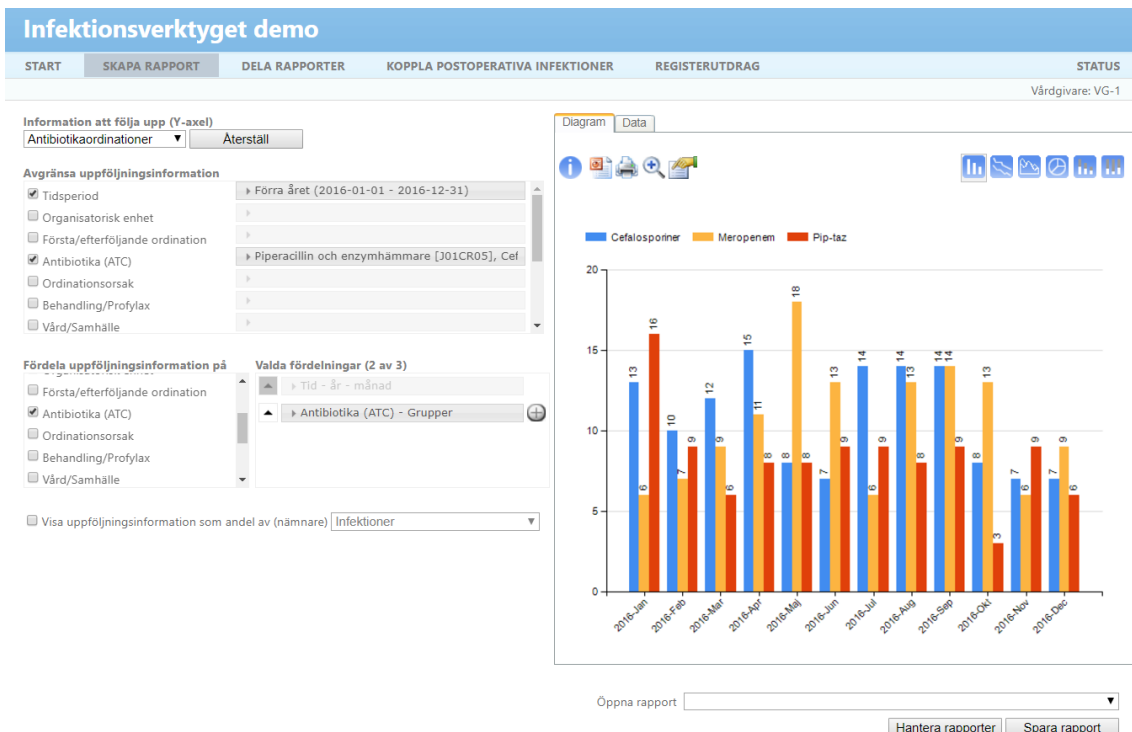 Infektionsverktyget demo
START SKAPA RAPPORT DELA RAPPORTER KOPPLA POSTOPERATIVA INFEKTIONER REGISTERUTDRAG STATUS
Vårdgivare: VG-1
Information att följa upp (Y-axel)
Antibiotikaordinationer Återställ
Avgränsa uppföljningsinformation
Tidsperiod Förra året (2016-01-01 - 2016-12-31)
Organisatorisk enhet
Första/efterföljande ordination
Antibiotika (ATC) Piperacillin och enzymhämmare [J01CR05], Cef
Ordinationsorsak
Behandling/Profylax
Vård/Samhälle
Fördela uppföljningsinformation på Valda fördelningar (2 av 3)
Första/efterföljande ordination Tid - år - månad
Antibiotika (ATC) Antibiotika (ATC) - Grupper
Ordinationsorsak
Behandling/Profylax
Vård/Samhälle
Visa uppföljningsinformation som andel av (nämnare) Infektioner
Diagram Data
Cefalosporiner Meropenem Pip-taz
20
15
10
5
0
13 6 16
10 7 9
12 9 6
15 11 8
8 18 8
7 13 9
14 6 9
14 13 8
14 14 9
8 13 3
7 6 9
7 9 6
2016-Jan 2016-Feb 2016-Mar 2016-Apr 2016-Maj 2016-Jun 2016-Jul 2016-Aug 2016-Sep 2016-Okt 2016-Nov 2016-Dec
Öppna rapport
Hantera rapporter Spara rapport